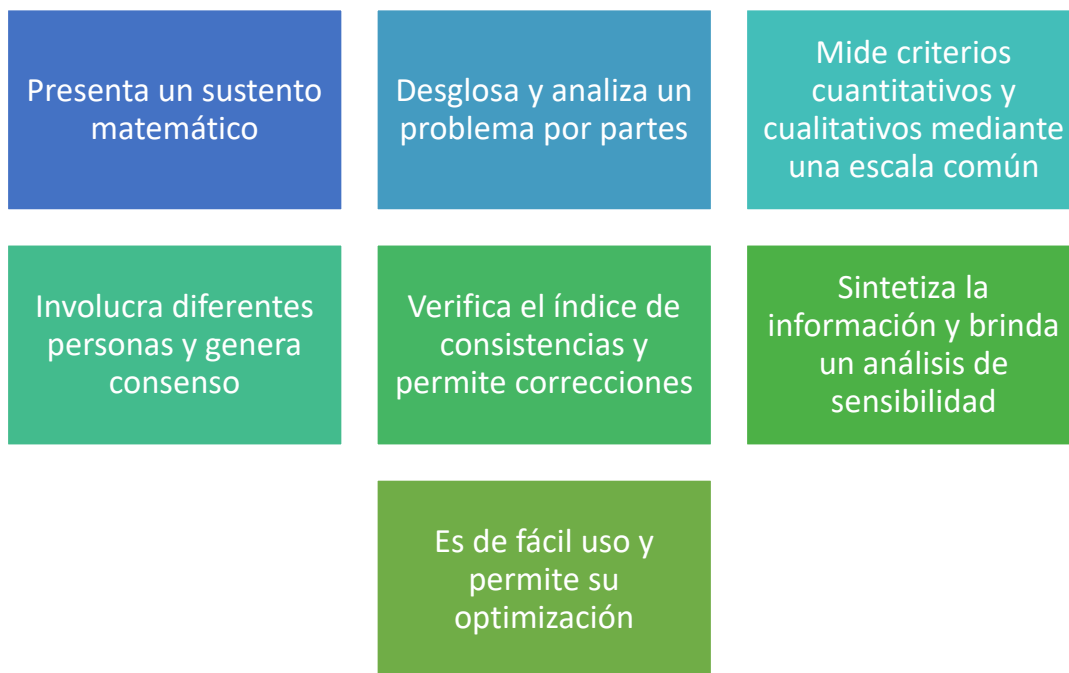 Presenta un sustento
matemático
Desglosa y analiza un
problema por partes
Mide criterios
cuantitativos y
cualitativos mediante
una escala común
Involucra diferentes
personas y genera
consenso
Verifica el índice de
consistencias y
permite correcciones
Sintetiza la
información y brinda
un análisis de
sensibilidad
Es de fácil uso y
permite su
optimización